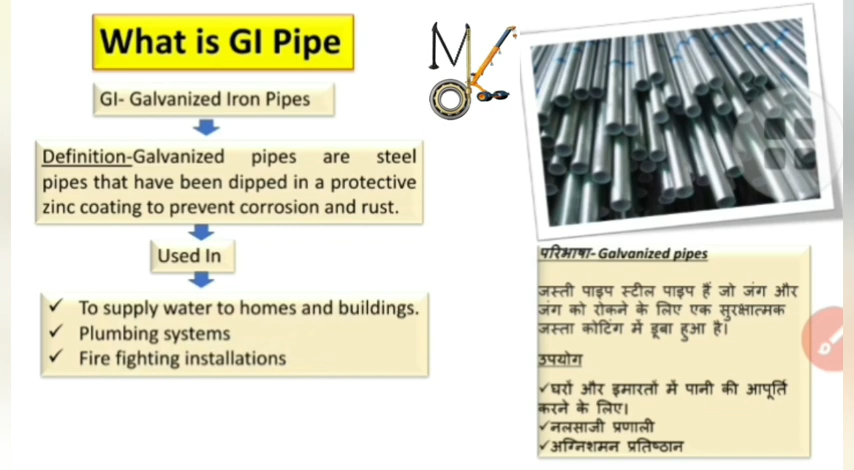 What is GI Pipe
GI- Galvanized Iron Pipes
Definition-Galvanized pipes are steel
pipes that have been dipped in a protective
zinc coating to prevent corrosion and rust.
Used In
✓ To supply water to homes and buildings.
✓ Plumbing systems
✓ Fire fighting installations
परिभाषा- Galvanized pipes
जस्ती पाइप स्टील पाइप हैं जो जंग और
जंग को रोकने के लिए एक सुरक्षात्मक
जस्ता कोटिंग में डूबा हुआ है।
उपयोग
✓घरों और इमारतों में पानी की आपूर्ति
करने के लिए।
✓नलसाजी प्रणाली
✓अग्निशमन प्रतिष्ठान